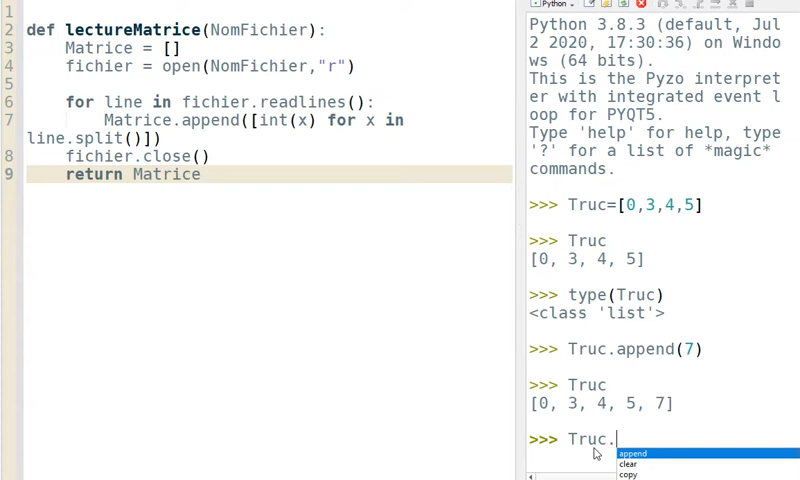 1
2 def lectureMatrice(NomFichier):
3 Matrice = []
4 fichier = open(NomFichier,"r")
5
6 for line in fichier.readlines():
7 Matrice.append([int(x) for x in
line.split()])
8 fichier.close()
9 return Matrice
Python
Python 3.8.3 (default, Jul
2 2020, 17:30:36) on Windo
ws (64 bits).
This is the Pyzo interpret
er with integrated event l
oop for PYQT5.
Type 'help' for help, type
'?' for a list of *magic*
commands.
>>> Truc=[0,3,4,5]
>>> Truc
[0, 3, 4, 5]
>>> type(Truc)
<class 'list'>
>>> Truc.append(7)
>>> Truc
[0, 3, 4, 5, 7]
>>> Truc.
append
clear
copy